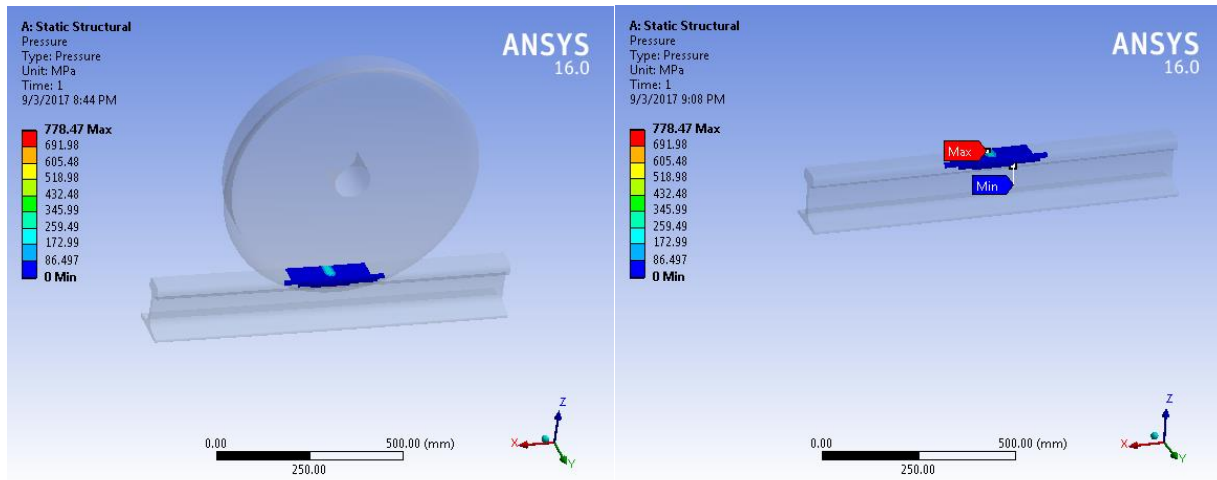 A: Static Structural
Pressure
Type: Pressure
Unit: MPa
Time: 1
9/3/2017 8:44 PM
ANSYS
16.0
778.47 Max
691.98
605.48
518.98
432.48
345.99
259.49
172.99
86.497
0 Min
0.00
500.00 (mm)
250.00
Z
X
Y
A: Static Structural
Pressure
Type: Pressure
Unit: MPa
Time: 1
9/3/2017 9:08 PM
ANSYS
16.0
778.47 Max
691.98
605.48
518.98
432.48
345.99
259.49
172.99
86.497
0 Min
Max
Min
0.00
500.00 (mm)
250.00
Z
X
Y